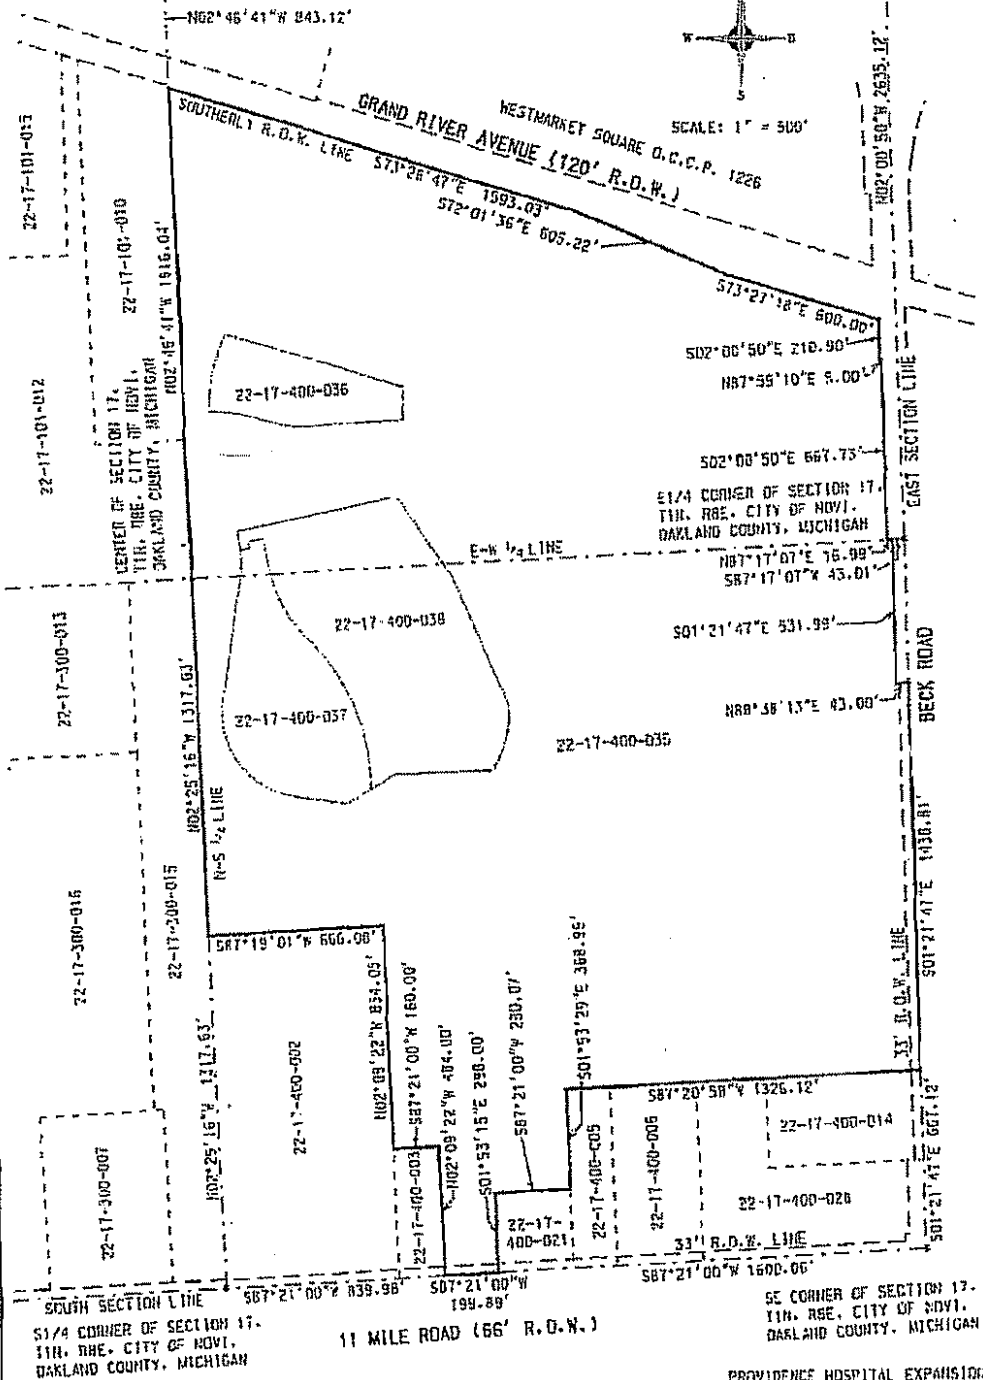 N02°46'41"W 843.12'
W
S
SCALE: 1" = 500'
WESTMARKET SQUARE O.C.C.P. 1226
GRAND RIVER AVENUE (120' R.O.W.)
SOUTHERLY R.O.W. LINE S73°26'47"E 1593.03'
S72°01'36"E 605.22'
S73°27'18"E 600.00'
N02°00'50"W 2635.12'
22-17-101-015
22-17-101-010
22-17-101-012
N02°46'41"W 1516.04'
CENTER OF SECTION 17,
T1N, R8E, CITY OF NOVI,
OAKLAND COUNTY, MICHIGAN
22-17-400-036
S02°00'50"E 210.90'
N87°59'10"E 5.00'
S02°00'50"E 667.73'
EAST SECTION LINE
E1/4 CORNER OF SECTION 17,
T1N, R8E, CITY OF NOVI,
OAKLAND COUNTY, MICHIGAN
E-W 1/4 LINE
N87°17'07"E 16.99'
S87°17'07"W 43.01'
S01°21'47"E 531.99'
N88°38'13"E 43.00'
BECK ROAD
22-17-400-038
22-17-400-037
22-17-400-035
22-17-300-013
N02°25'16"W 1317.63'
N-S 1/4 LINE
22-17-300-016
22-17-300-015
S87°19'01"W 666.08'
N02°09'22"W 834.05'
S87°21'00"W 160.00'
N02°09'22"W 484.00'
S01°53'15"E 298.00'
S87°21'00"W 280.07'
S01°53'29"E 368.99'
33' R.O.W. LINE
S01°21'47"E 1438.81'
S87°20'58"W 1326.12'
N02°25'16"W 1317.63'
22-17-400-002
22-17-400-003
22-17-
400-021
22-17-400-005
22-17-400-006
22-17-400-014
22-17-400-026
S01°21'47"E 667.12'
22-17-300-007
33' R.O.W. LINE
SOUTH SECTION LINE
S87°21'00"W 839.98'
S87°21'00"W
199.89'
S87°21'00"W 1600.06'
S1/4 CORNER OF SECTION 17,
T1N, R8E, CITY OF NOVI,
OAKLAND COUNTY, MICHIGAN
11 MILE ROAD (66' R.O.W.)
SE CORNER OF SECTION 17,
T1N, R8E, CITY OF NOVI,
OAKLAND COUNTY, MICHIGAN
PROVIDENCE HOSPITAL EXPANSION